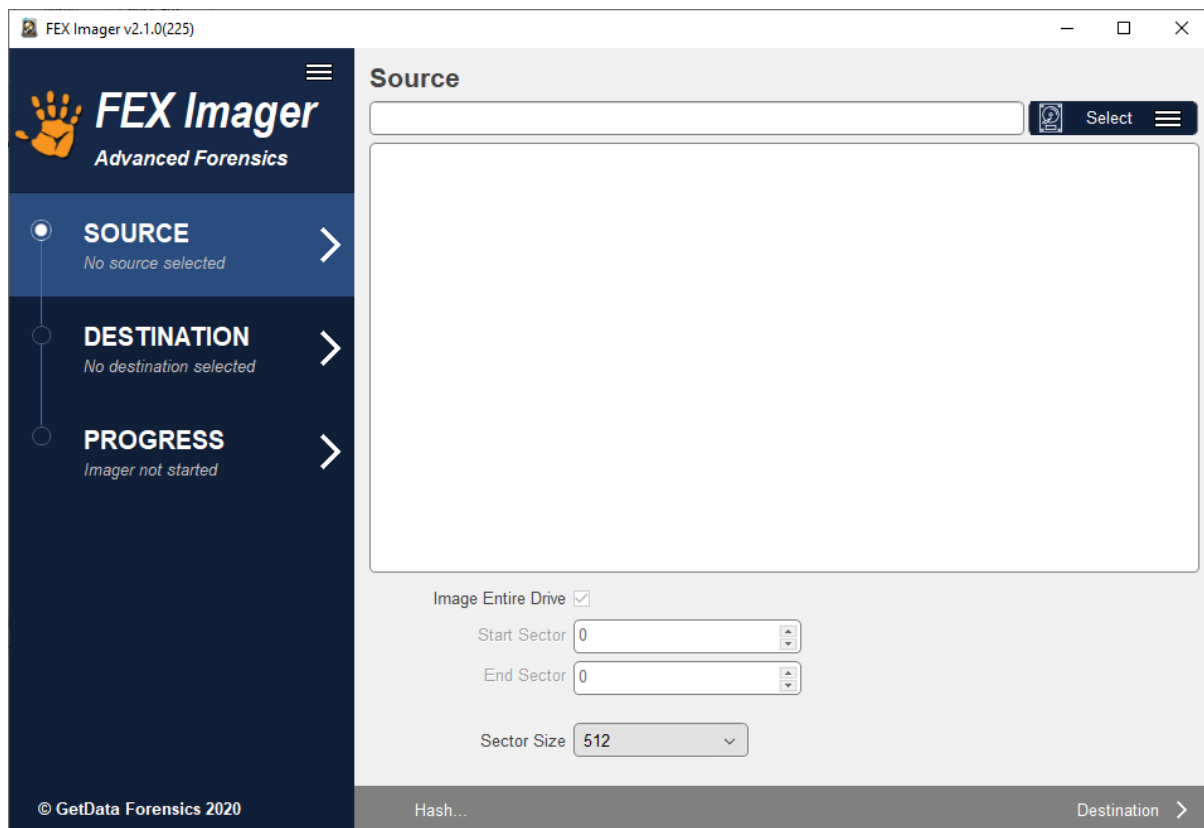 FEX Imager v2.1.0(225)
FEX Imager
Advanced Forensics
SOURCE
No source selected
DESTINATION
No destination selected
PROGRESS
Imager not started
© GetData Forensics 2020
Source
Select
Image Entire Drive
Start Sector 0
End Sector 0
Sector Size 512
Hash...
Destination